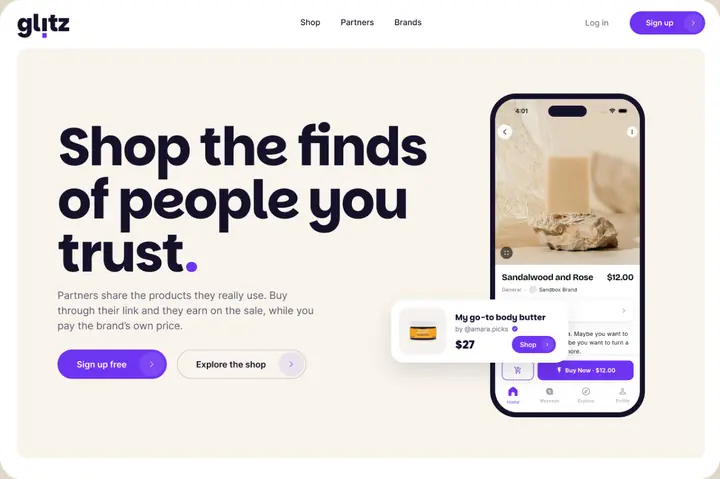 glitz
Shop
Partners
Brands
Log in
Sign up
Shop the finds
of people you
trust.
Partners share the products they really use. Buy
through their link and they earn on the sale, while you
pay the brand's own price.
Sign up free
Explore the shop
4:01
Sandalwood and Rose
$12.00
General
Sandbox Brand
My go-to body butter
by @amara.picks
$27
Shop
a. Maybe you want to
be you want to turn a
more.
Buy Now · $12.00
Home
Explore
Profile